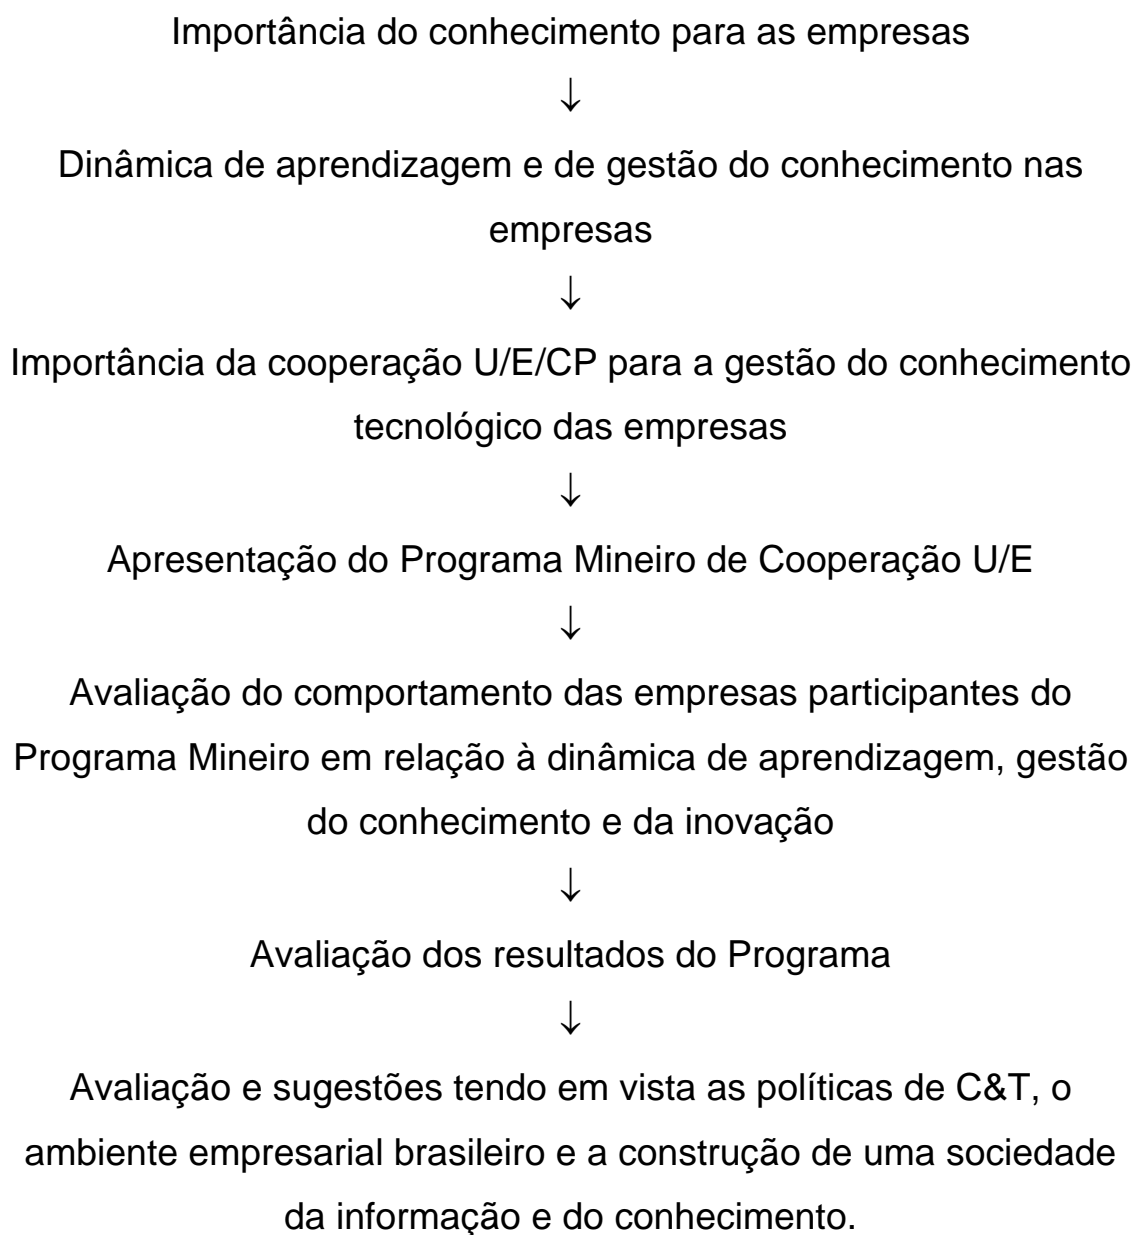 Importância do conhecimento para as empresas
↓
Dinâmica de aprendizagem e de gestão do conhecimento nas
empresas
↓
Importância da cooperação U/E/CP para a gestão do conhecimento
tecnológico das empresas
↓
Apresentação do Programa Mineiro de Cooperação U/E
↓
Avaliação do comportamento das empresas participantes do
Programa Mineiro em relação à dinâmica de aprendizagem, gestão
do conhecimento e da inovação
↓
Avaliação dos resultados do Programa
↓
Avaliação e sugestões tendo em vista as políticas de C&T, o
ambiente empresarial brasileiro e a construção de uma sociedade
da informação e do conhecimento.